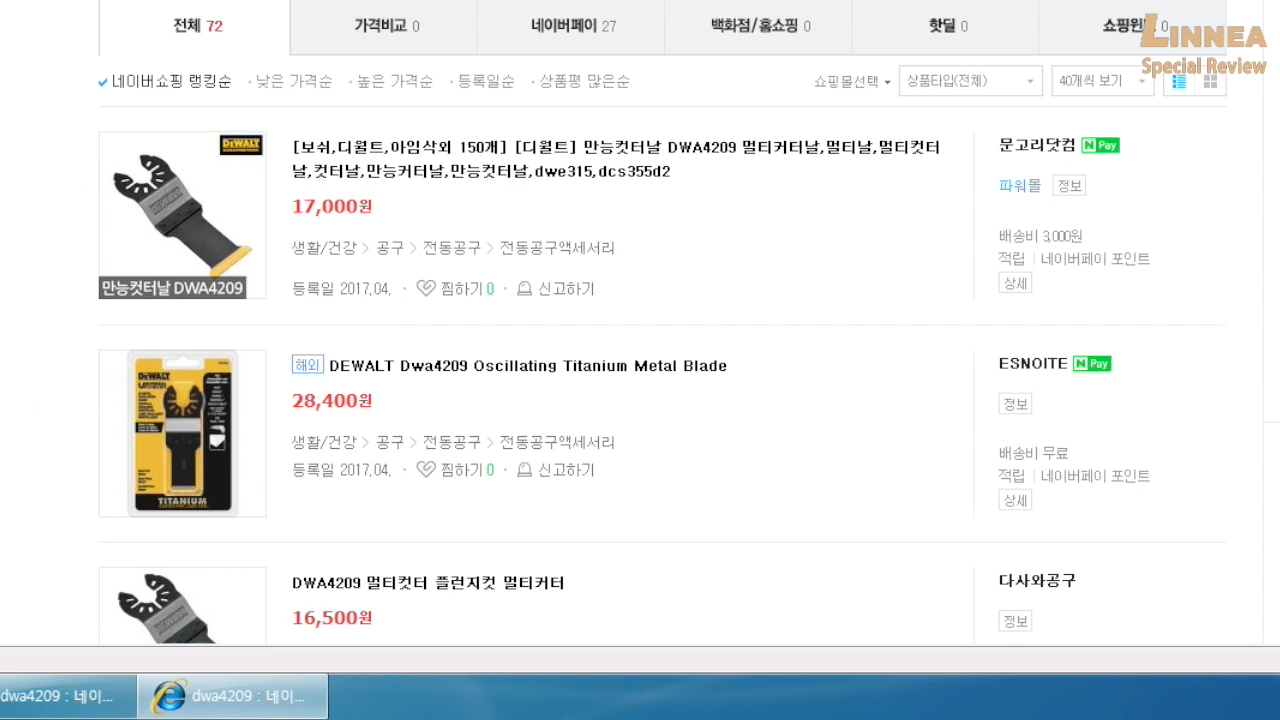 전체 72
가격비교 0
네이버페이 27
백화점/홈쇼핑 0
핫딜 0
쇼핑윈 0
LINNEA
Special Review
네이버쇼핑 랭킹순 · 낮은 가격순 · 높은 가격순 · 등록일순 · 상품평 많은순
쇼핑몰선택
상품타입(전체)
40개씩 보기
DEWALT
만능컷터날 DWA4209
[보쉬,디월트,아임삭외 150개] [디월트] 만능컷터날 DWA4209 멀티커터날,멀티날,멀티컷터
날,컷터날,만능커터날,만능컷터날,dwe315,dcs355d2
17,000원
생활/건강 > 공구 > 전동공구 > 전동공구액세서리
등록일 2017.04. · 찜하기 0 · 신고하기
문고리닷컴 N Pay
파워몰 정보
배송비 3,000원
적립 | 네이버페이 포인트
상세
DEWALT
TITANIUM
해외 DEWALT Dwa4209 Oscillating Titanium Metal Blade
28,400원
생활/건강 > 공구 > 전동공구 > 전동공구액세서리
등록일 2017.04. · 찜하기 0 · 신고하기
ESNOITE N Pay
정보
배송비 무료
적립 | 네이버페이 포인트
상세
DWA4209 멀티컷터 플런지컷 멀티커터
16,500원
다사와공구
정보
dwa4209 : 네이...
dwa4209 : 네이...